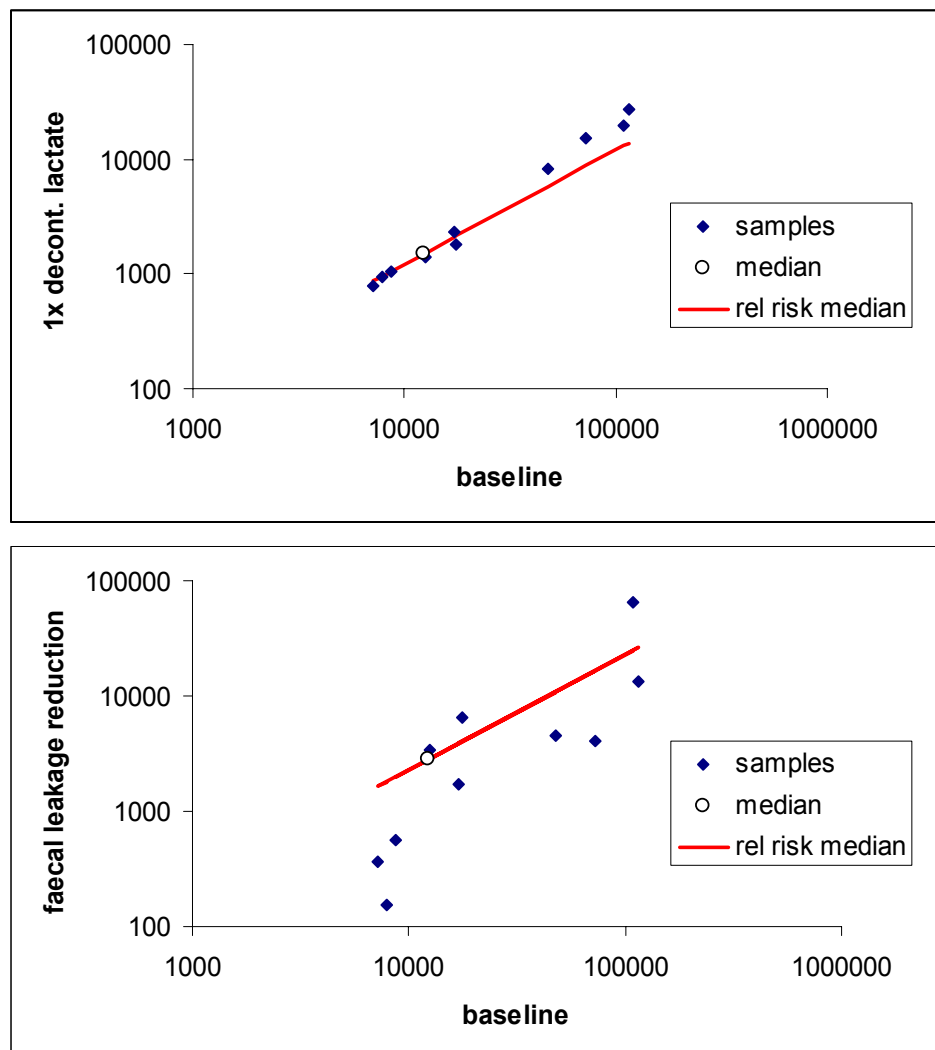 100000
10000
1000
100
1x decont. lactate
samples
median
rel risk median
1000 10000 100000 1000000
baseline
100000
10000
1000
100
faecal leakage reduction
samples
median
rel risk median
1000 10000 100000 1000000
baseline